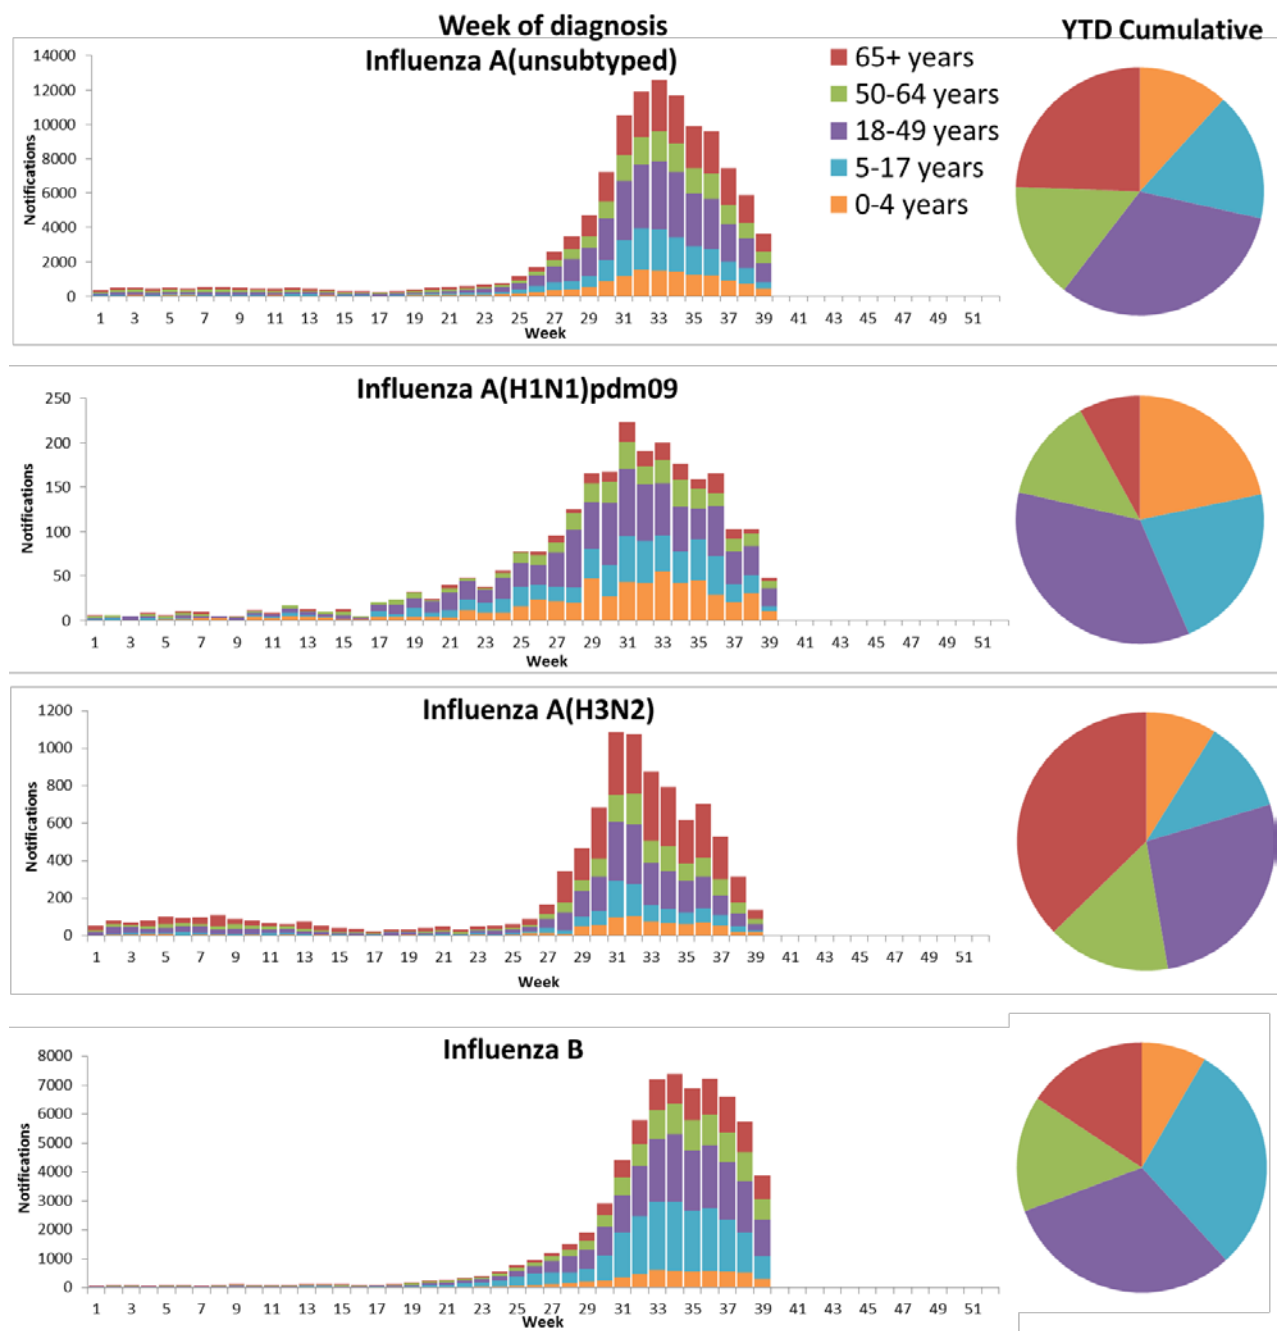 Week of diagnosis
YTD Cumulative
Influenza A(unsubtyped)
65+ years
50-64 years
18-49 years
5-17 years
0-4 years
Notifications
14000
12000
10000
8000
6000
4000
2000
0
1 3 5 7 9 11 13 15 17 19 21 23 25 27 29 31 33 35 37 39 41 43 45 47 49 51
Week
Influenza A(H1N1)pdm09
Notifications
250
200
150
100
50
0
1 3 5 7 9 11 13 15 17 19 21 23 25 27 29 31 33 35 37 39 41 43 45 47 49 51
Week
Influenza A(H3N2)
Notifications
1200
1000
800
600
400
200
0
1 3 5 7 9 11 13 15 17 19 21 23 25 27 29 31 33 35 37 39 41 43 45 47 49 51
Week
Influenza B
Notifications
8000
7000
6000
5000
4000
3000
2000
1000
0
1 3 5 7 9 11 13 15 17 19 21 23 25 27 29 31 33 35 37 39 41 43 45 47 49 51
Week